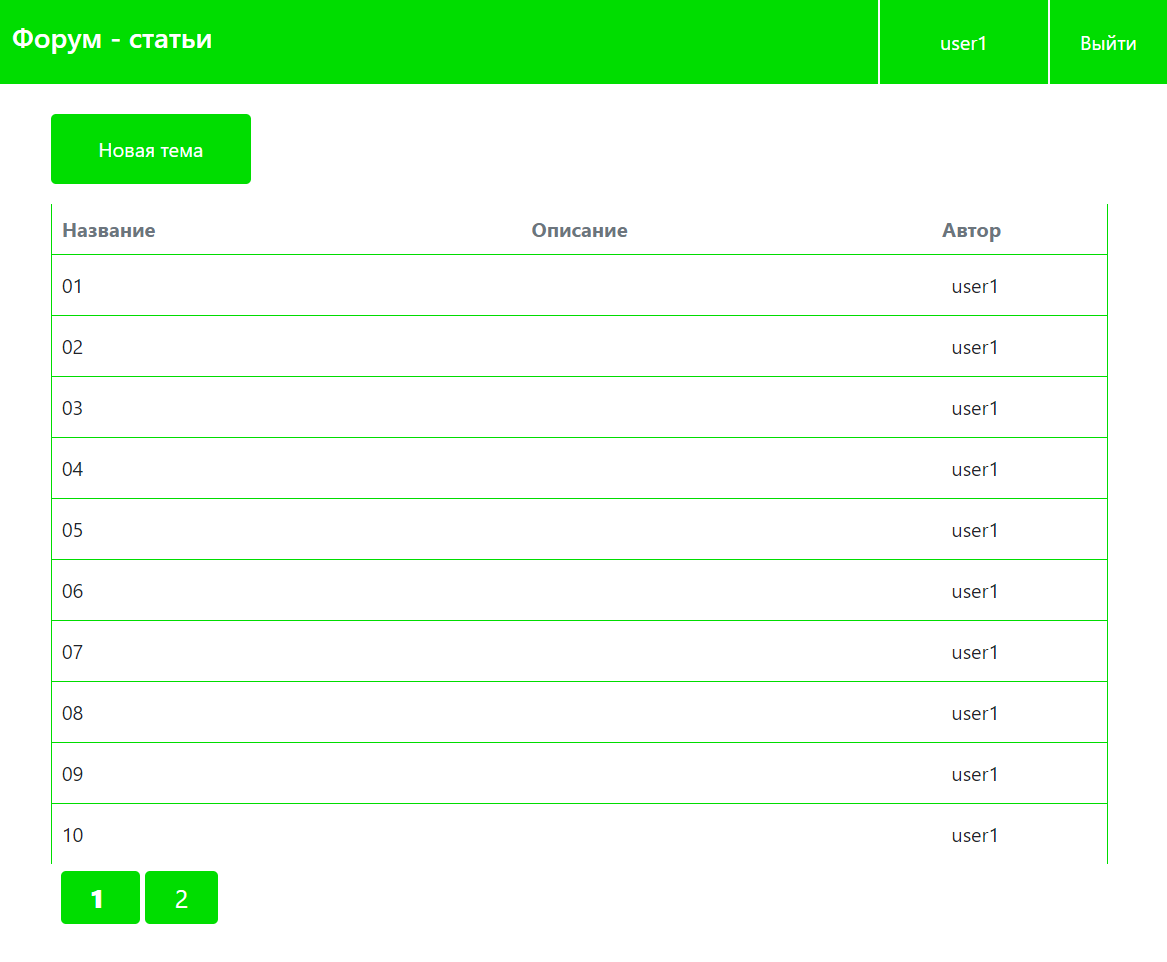 Форум - статьи user1 Выйти
Новая тема
Название Описание Автор
01 user1
02 user1
03 user1
04 user1
05 user1
06 user1
07 user1
08 user1
09 user1
10 user1
1 2